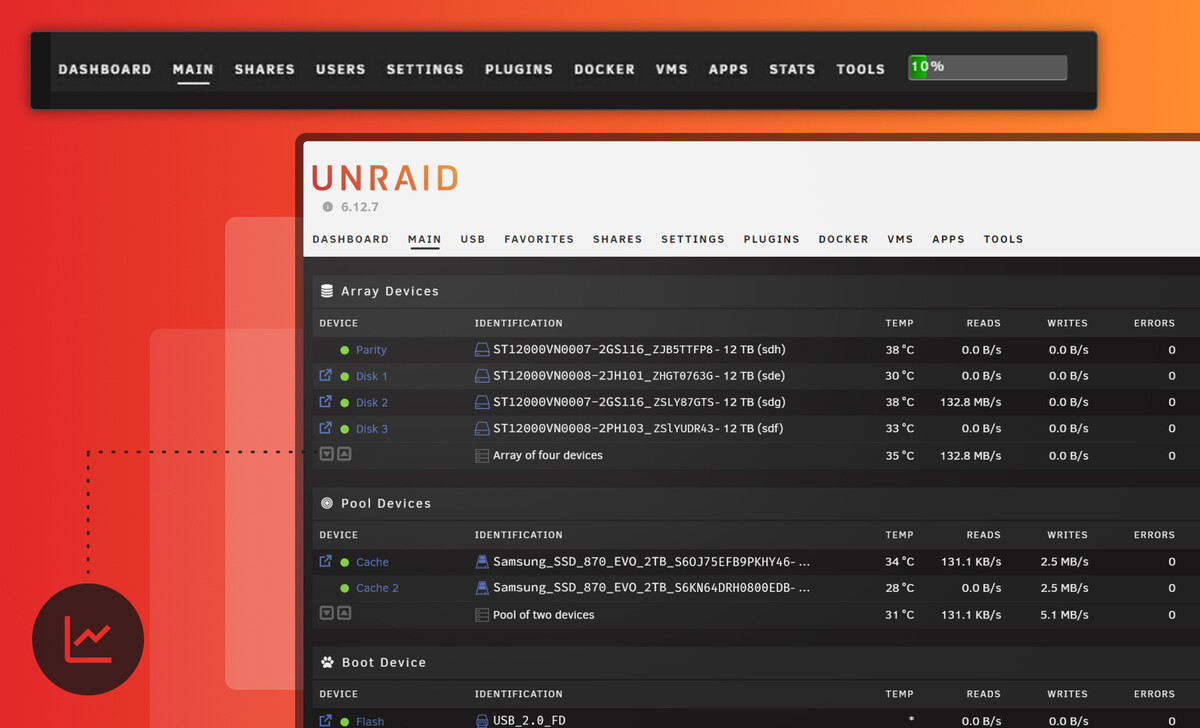 DASHBOARD MAIN SHARES USERS SETTINGS PLUGINS DOCKER VMS APPS STATS TOOLS 10%
UNRAID
6.12.7
DASHBOARD MAIN USB FAVORITES SHARES SETTINGS PLUGINS DOCKER VMS APPS TOOLS
Array Devices
DEVICE IDENTIFICATION TEMP READS WRITES ERRORS
Parity ST12000VN0007-2GS116_ZJB5TTFP8 - 12 TB (sdh) 38 °C 0.0 B/s 0.0 B/s 0
Disk 1 ST12000VN0008-2JH101_ZHGT0763G - 12 TB (sde) 30 °C 0.0 B/s 0.0 B/s 0
Disk 2 ST12000VN0007-2GS116_ZSLY87GTS - 12 TB (sdg) 38 °C 132.8 MB/s 0.0 B/s 0
Disk 3 ST12000VN0008-2PH103_ZSlYUDR43 - 12 TB (sdf) 33 °C 0.0 B/s 0.0 B/s 0
Array of four devices 35 °C 132.8 MB/s 0.0 B/s 0
Pool Devices
DEVICE IDENTIFICATION TEMP READS WRITES ERRORS
Cache Samsung_SSD_870_EVO_2TB_S6OJ75EFB9PKHY46- ... 34 °C 131.1 KB/s 2.5 MB/s 0
Cache 2 Samsung_SSD_870_EVO_2TB_S6KN64DRH0800EDB- ... 28 °C 0.0 B/s 2.5 MB/s 0
Pool of two devices 31 °C 131.1 KB/s 5.1 MB/s 0
Boot Device
DEVICE IDENTIFICATION TEMP READS WRITES ERRORS
Flash USB_2.0_FD * 0.0 B/s 0.0 B/s 0